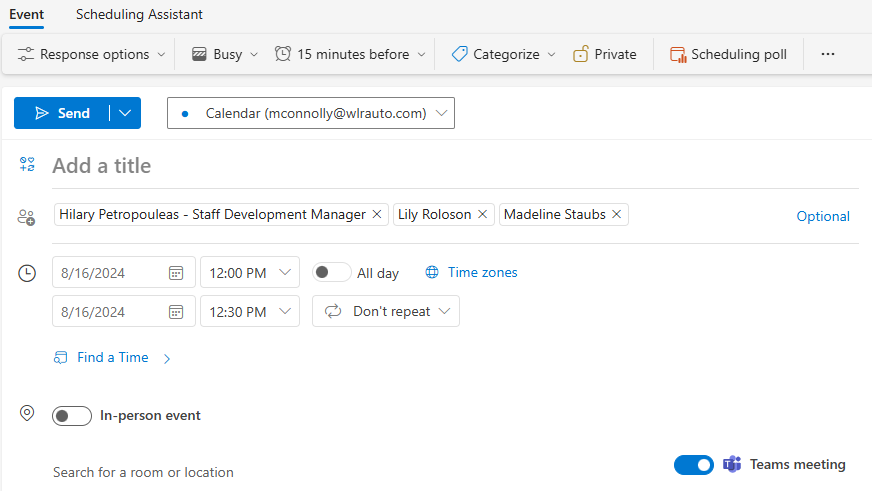 Event Scheduling Assistant
Response options Busy 15 minutes before Categorize Private Scheduling poll ...
Send Calendar (mconnolly@wlrauto.com)
Add a title
Hilary Petropouleas - Staff Development Manager Lily Roloson Madeline Staubs Optional
8/16/2024 12:00 PM All day Time zones
8/16/2024 12:30 PM Don't repeat
Find a Time
In-person event
Search for a room or location Teams meeting